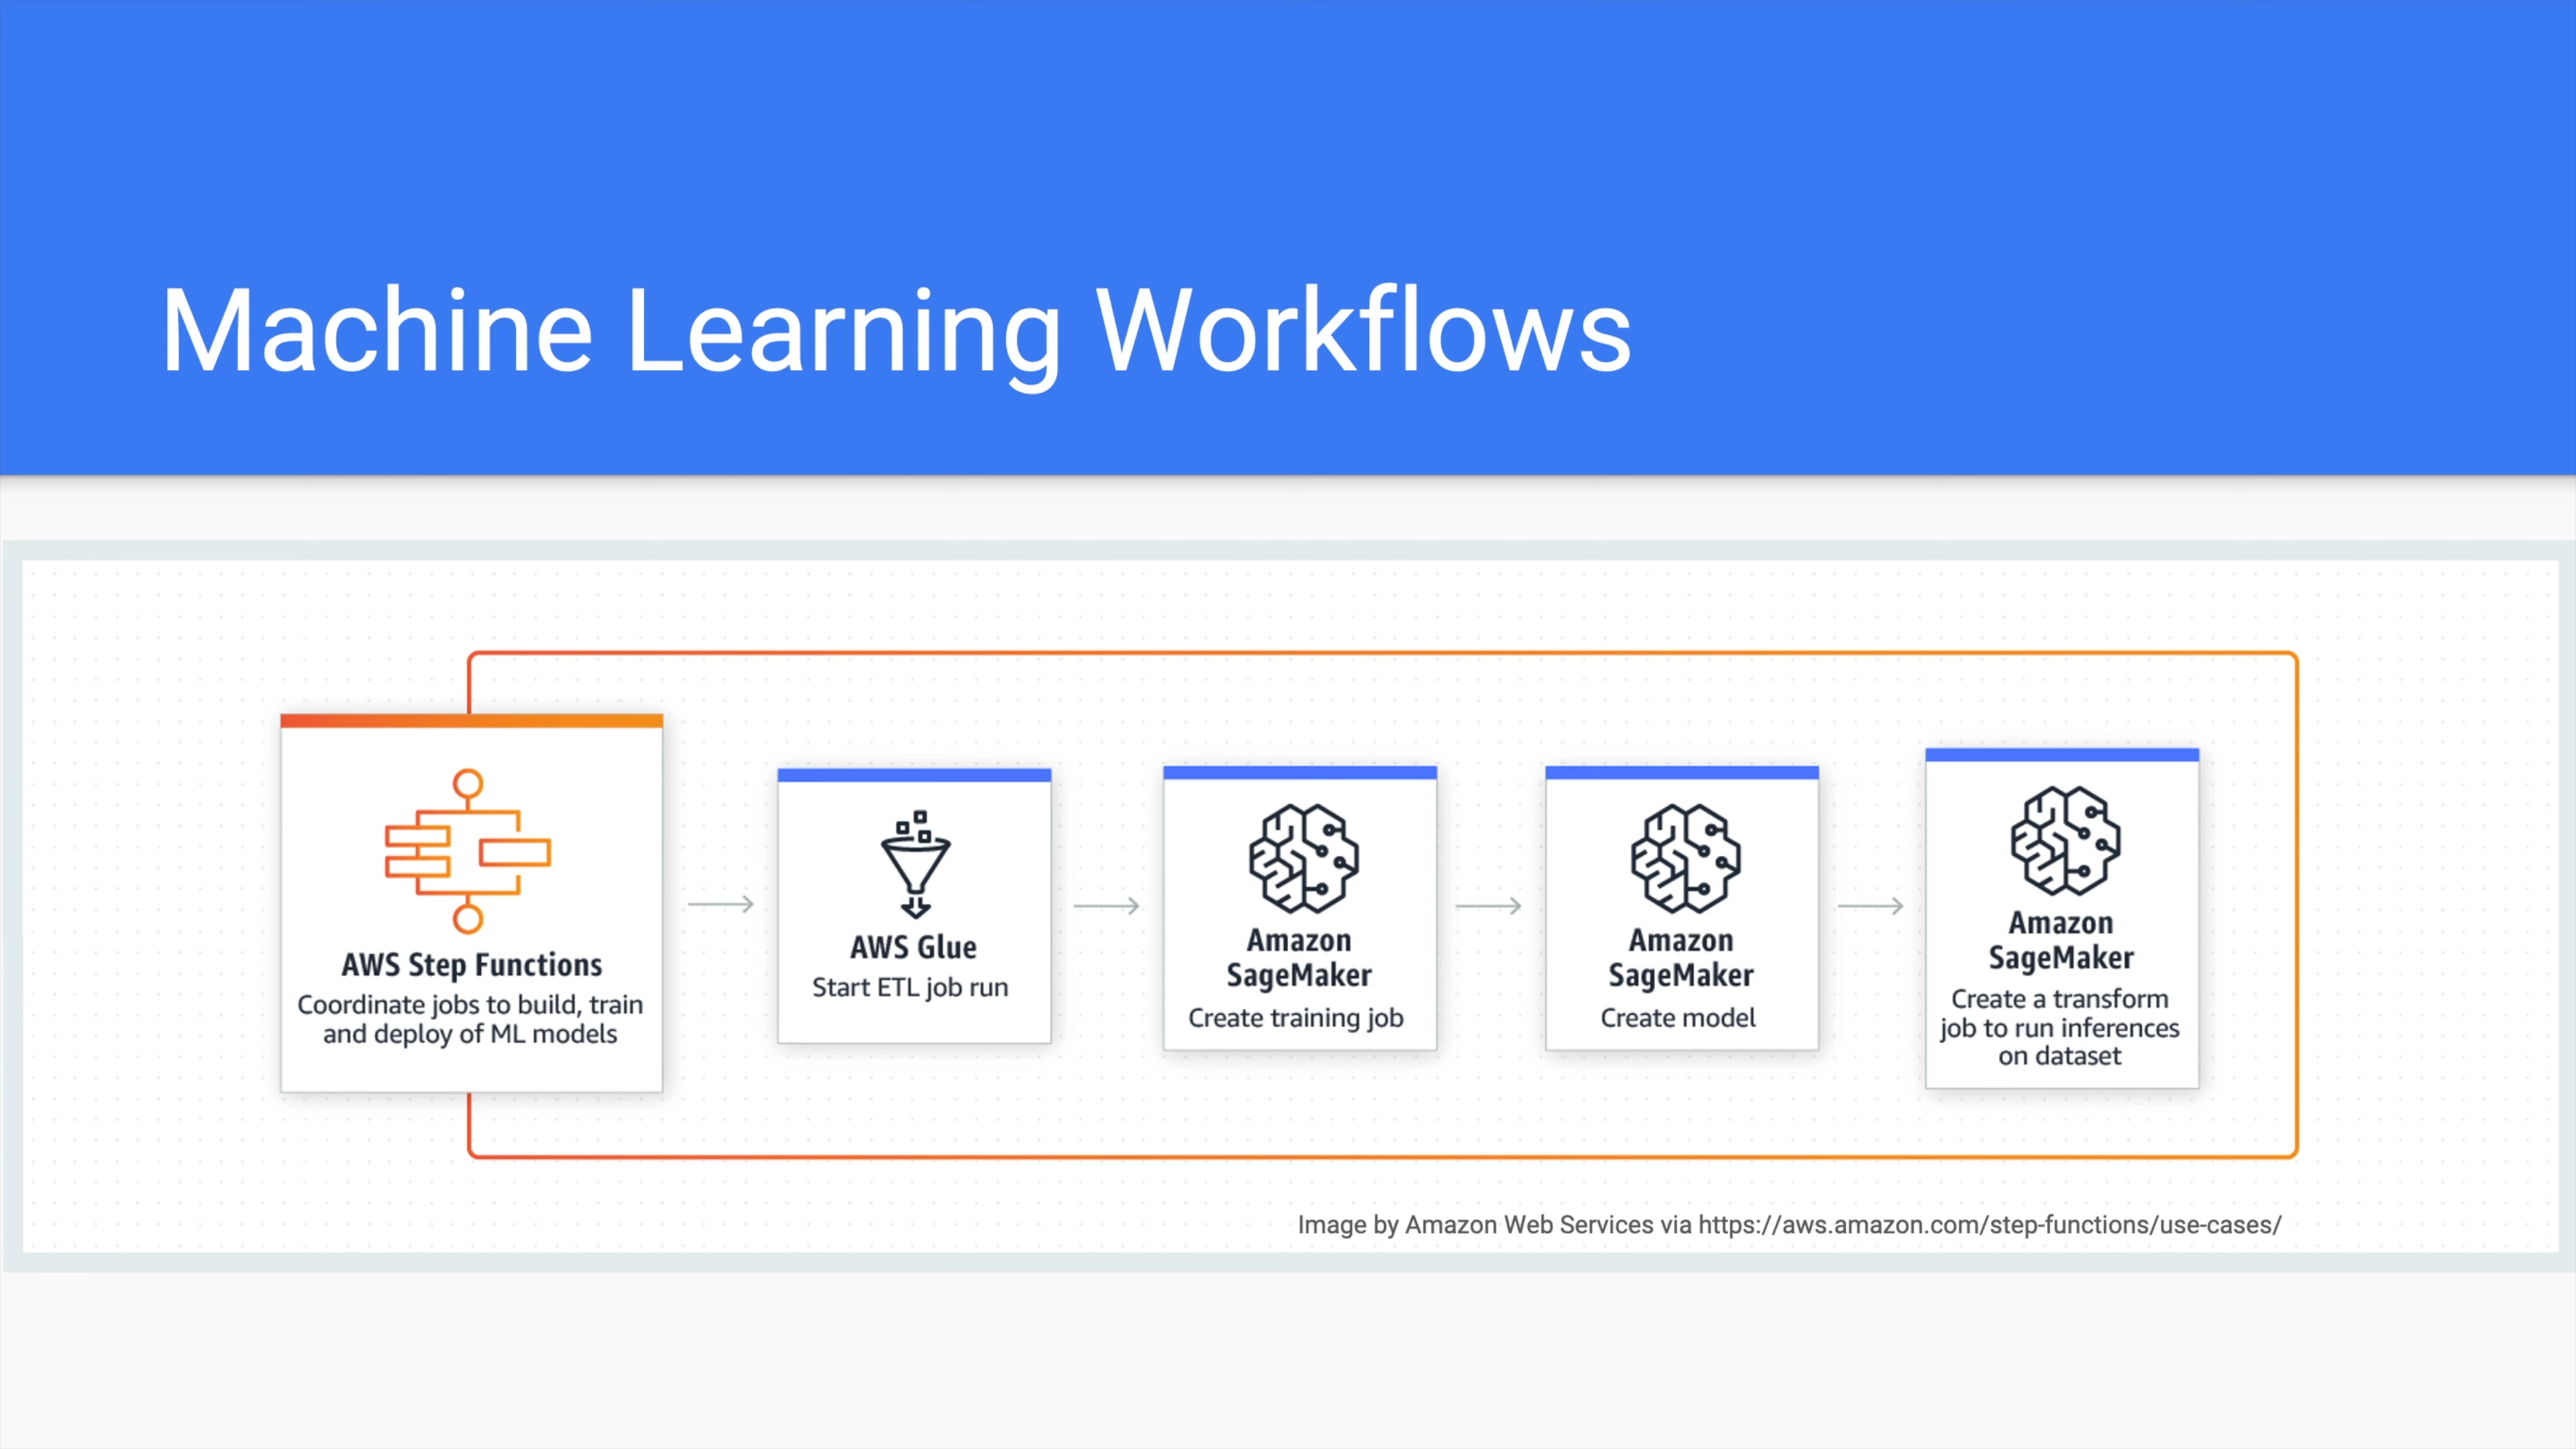 Machine Learning Workflows
AWS Step Functions
Coordinate jobs to build, train
and deploy of ML models
AWS Glue
Start ETL job run
Amazon
SageMaker
Create training job
Amazon
SageMaker
Create model
Amazon
SageMaker
Create a transform
job to run inferences
on dataset
Image by Amazon Web Services via https://aws.amazon.com/step-functions/use-cases/